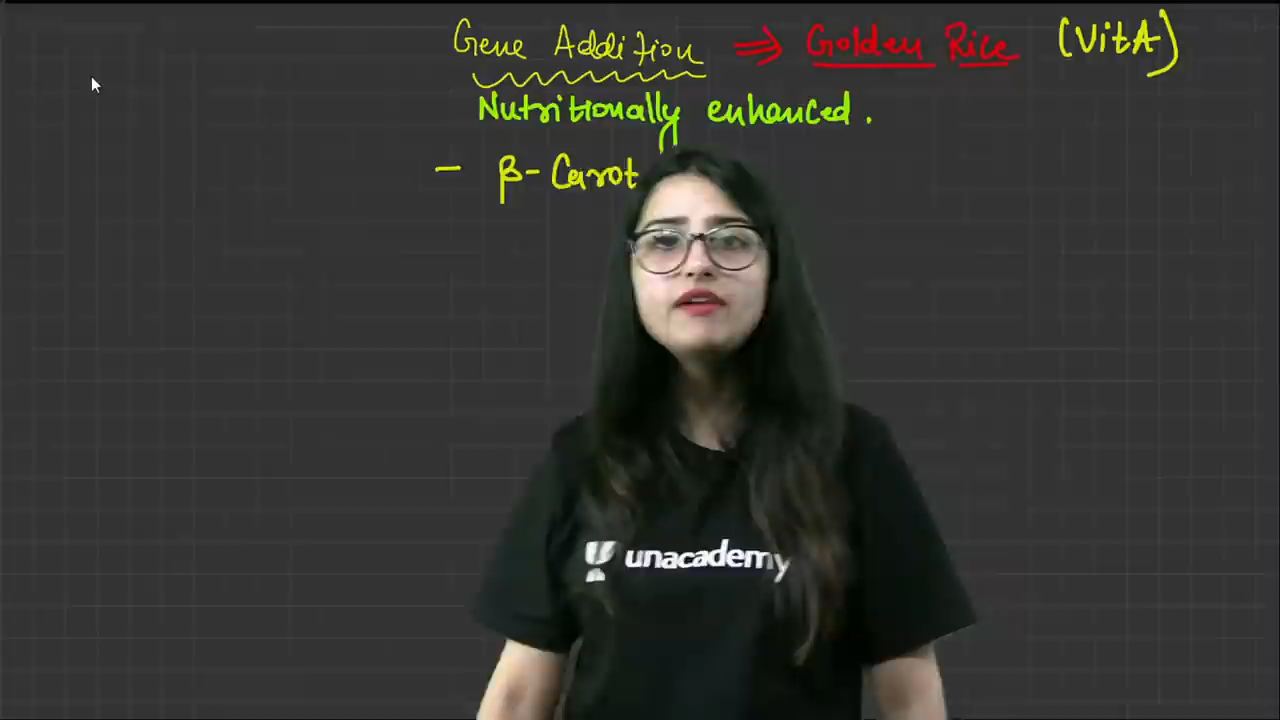 Gene Addition ⇒ Golden Rice (VitA)
Nutritionally enhanced.
- β-Carot
unacademy